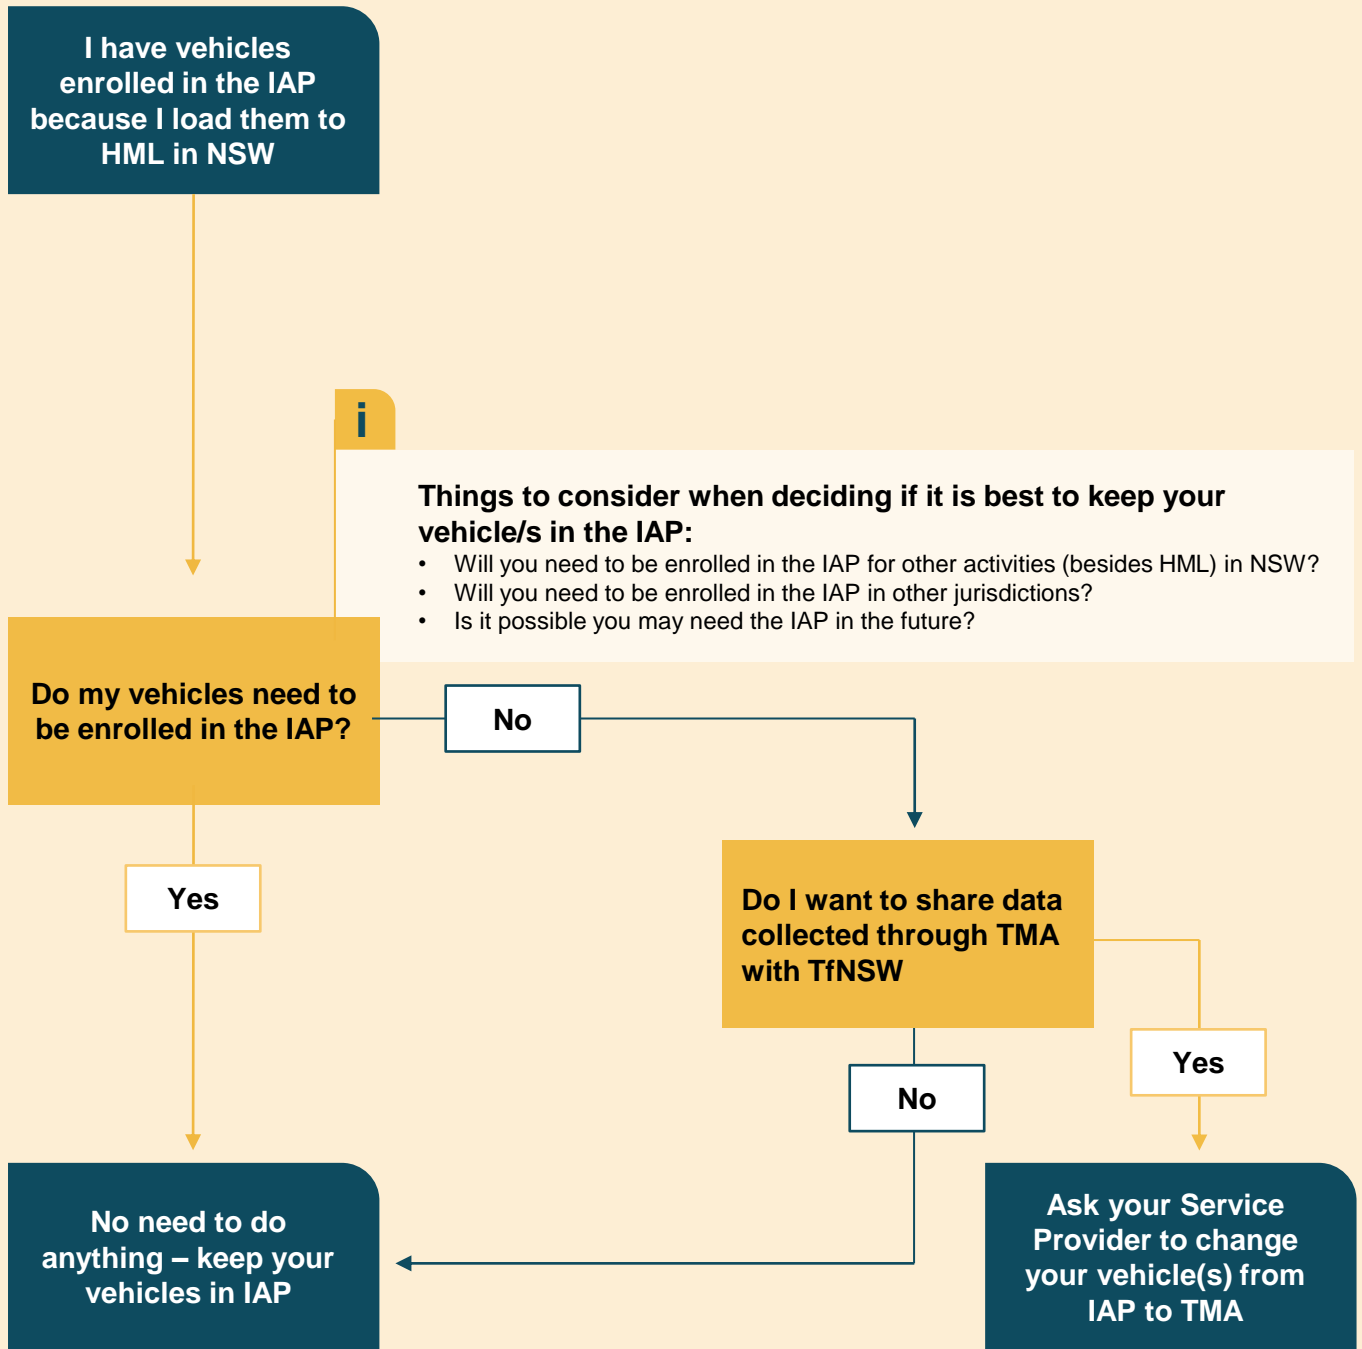 I have vehicles
enrolled in the IAP
because I load them to
HML in NSW
i
Things to consider when deciding if it is best to keep your
vehicle/s in the IAP:
• Will you need to be enrolled in the IAP for other activities (besides HML) in NSW?
• Will you need to be enrolled in the IAP in other jurisdictions?
• Is it possible you may need the IAP in the future?
Do my vehicles need to
be enrolled in the IAP?
No
Yes
Do I want to share data
collected through TMA
with TfNSW
Yes
No
No need to do
anything – keep your
vehicles in IAP
Ask your Service
Provider to change
your vehicle(s) from
IAP to TMA